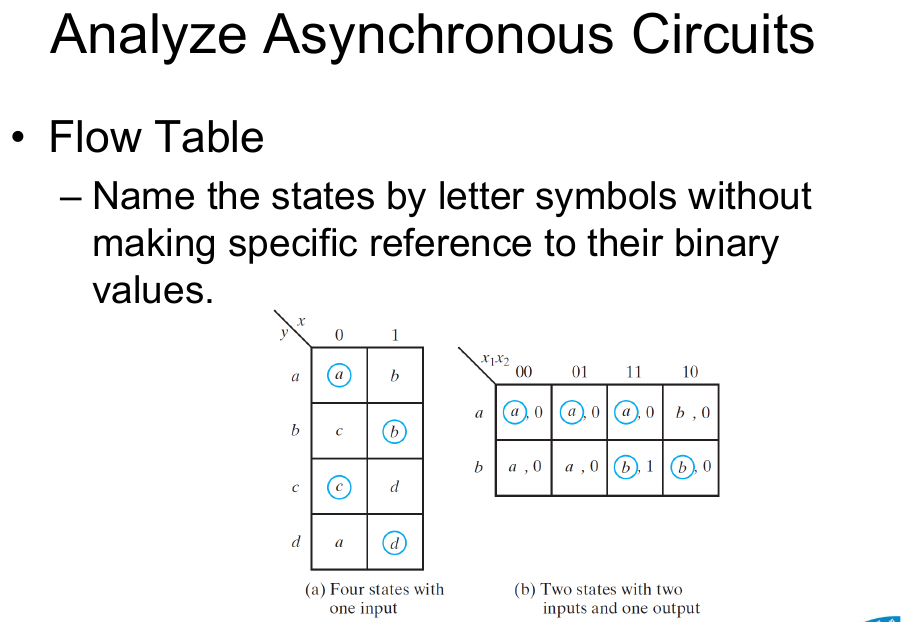 Analyze Asynchronous Circuits
• Flow Table
– Name the states by letter symbols without
making specific reference to their binary
values.
x
y 0 1
a a b
b c b
c c d
d a d
(a) Four states with
one input
x₁x₂
00 01 11 10
a a , 0 a , 0 a , 0 b , 0
b a , 0 a , 0 b , 1 b , 0
(b) Two states with two
inputs and one output